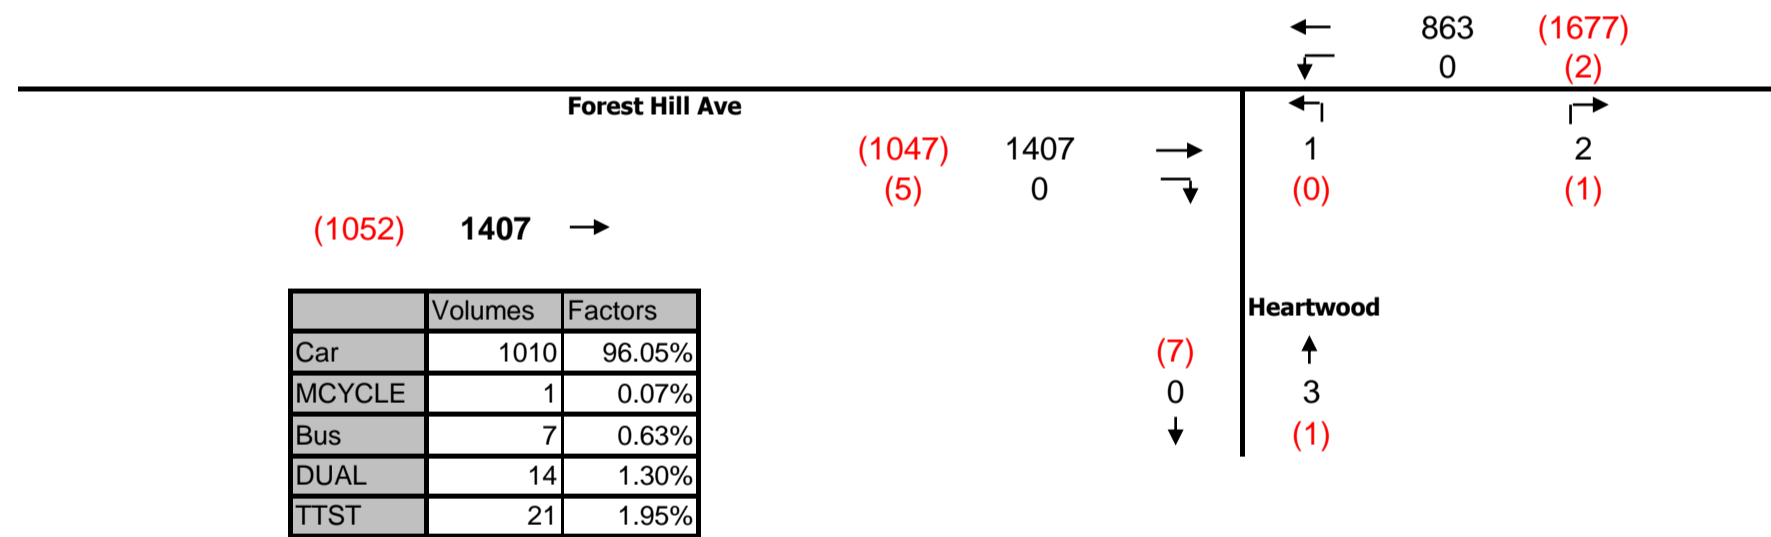 863 (1677)
0 (2)
Forest Hill Ave
(1047) 1407 1 2
(5) 0 (0) (1)
(1052) 1407
Volumes Factors
Heartwood
Car 1010 96.05%
(7)
MCYCLE 1 0.07%
0 3
Bus 7 0.63%
(1)
DUAL 14 1.30%
TTST 21 1.95%